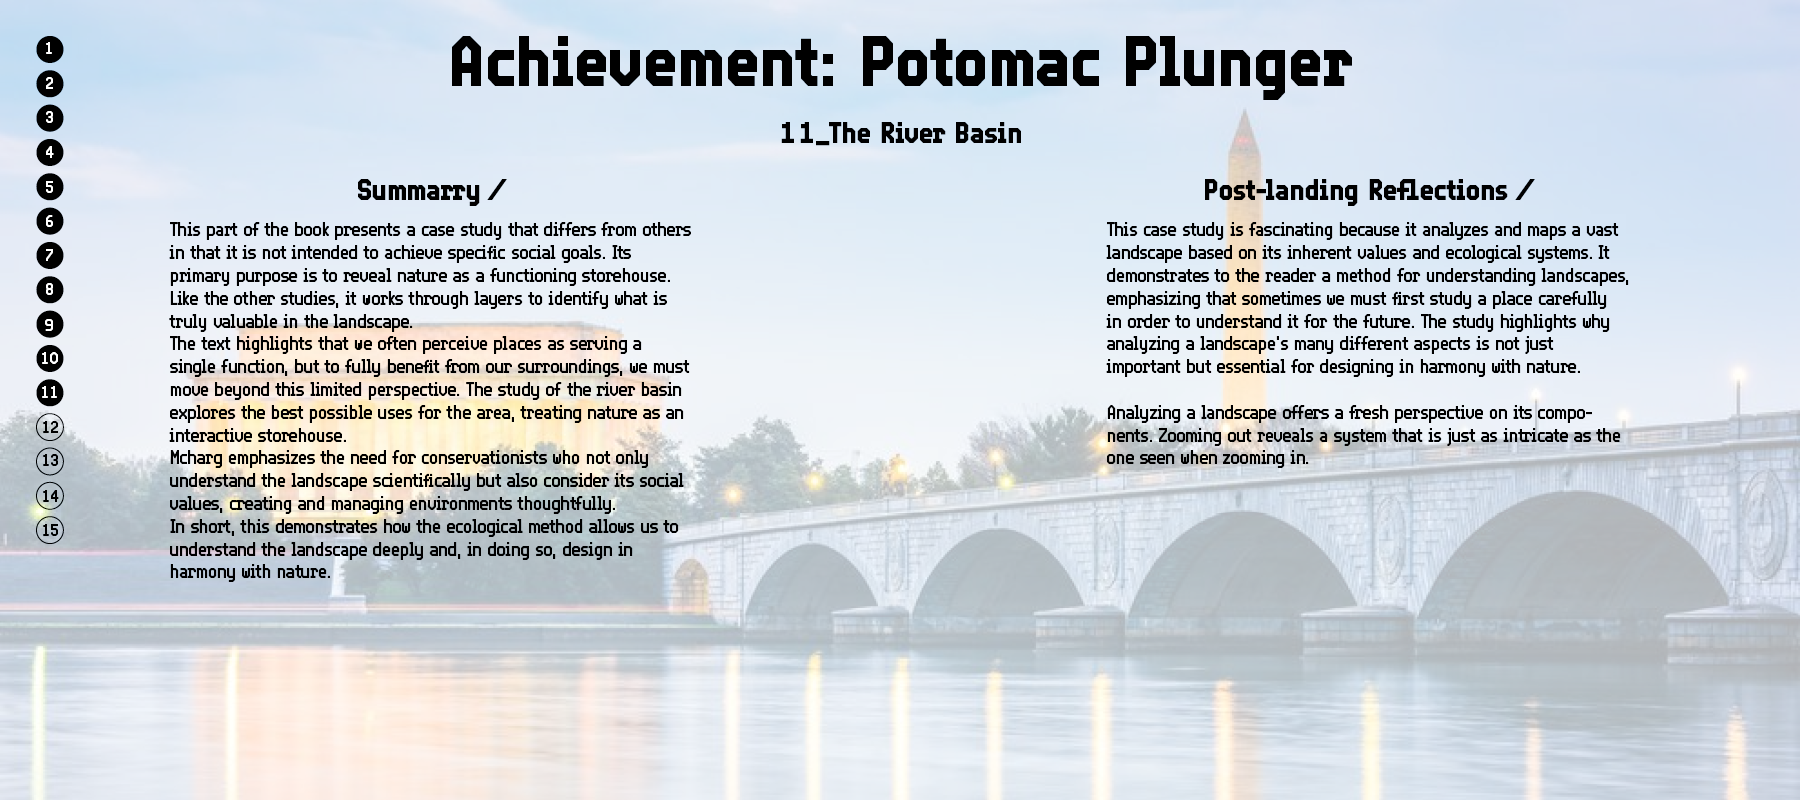 Achievement: Potomac Plunger
11_The River Basin
1
2
3
4
5
6
7
8
9
10
11
12
13
14
15
Summarry /
This part of the book presents a case study that differs from others
in that it is not intended to achieve specific social goals. Its
primary purpose is to reveal nature as a functioning storehouse.
Like the other studies, it works through layers to identify what is
truly valuable in the landscape.
The text highlights that we often perceive places as serving a
single function, but to fully benefit from our surroundings, we must
move beyond this limited perspective. The study of the river basin
explores the best possible uses for the area, treating nature as an
interactive storehouse.
Mcharg emphasizes the need for conservationists who not only
understand the landscape scientifically but also consider its social
values, creating and managing environments thoughtfully.
In short, this demonstrates how the ecological method allows us to
understand the landscape deeply and, in doing so, design in
harmony with nature.
Post-landing Reflections /
This case study is fascinating because it analyzes and maps a vast
landscape based on its inherent values and ecological systems. It
demonstrates to the reader a method for understanding landscapes,
emphasizing that sometimes we must first study a place carefully
in order to understand it for the future. The study highlights why
analyzing a landscape's many different aspects is not just
important but essential for designing in harmony with nature.
Analyzing a landscape offers a fresh perspective on its compo-
nents. Zooming out reveals a system that is just as intricate as the
one seen when zooming in.